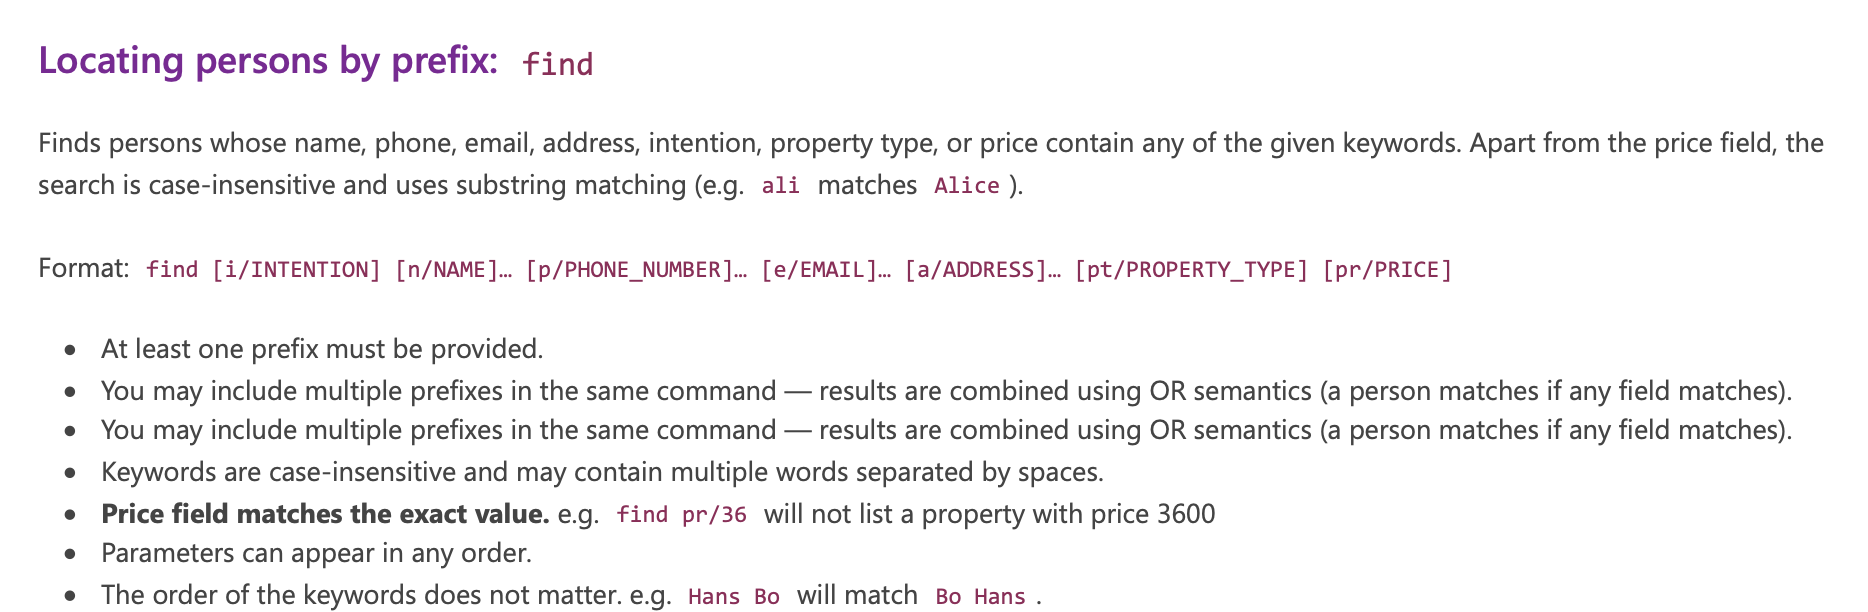 Locating persons by prefix: find
Finds persons whose name, phone, email, address, intention, property type, or price contain any of the given keywords. Apart from the price field, the
search is case-insensitive and uses substring matching (e.g. ali matches Alice ).
Format: find [i/INTENTION] [n/NAME]… [p/PHONE_NUMBER]… [e/EMAIL]… [a/ADDRESS]… [pt/PROPERTY_TYPE] [pr/PRICE]
• At least one prefix must be provided.
• You may include multiple prefixes in the same command — results are combined using OR semantics (a person matches if any field matches).
• You may include multiple prefixes in the same command — results are combined using OR semantics (a person matches if any field matches).
• Keywords are case-insensitive and may contain multiple words separated by spaces.
• Price field matches the exact value. e.g. find pr/36 will not list a property with price 3600
• Parameters can appear in any order.
• The order of the keywords does not matter. e.g. Hans Bo will match Bo Hans .